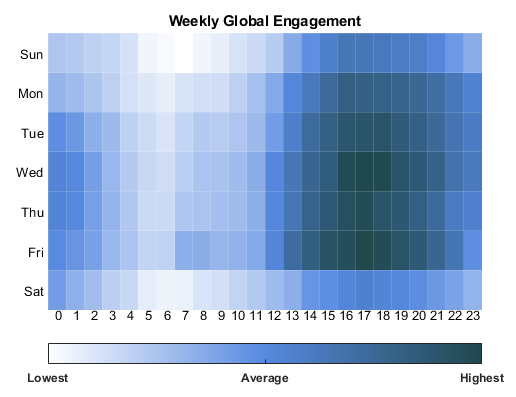 Weekly Global Engagement
Sun
Mon
Tue
Wed
Thu
Fri
Sat
0 1 2 3 4 5 6 7 8 9 10 11 12 13 14 15 16 17 18 19 20 21 22 23
Lowest Average Highest